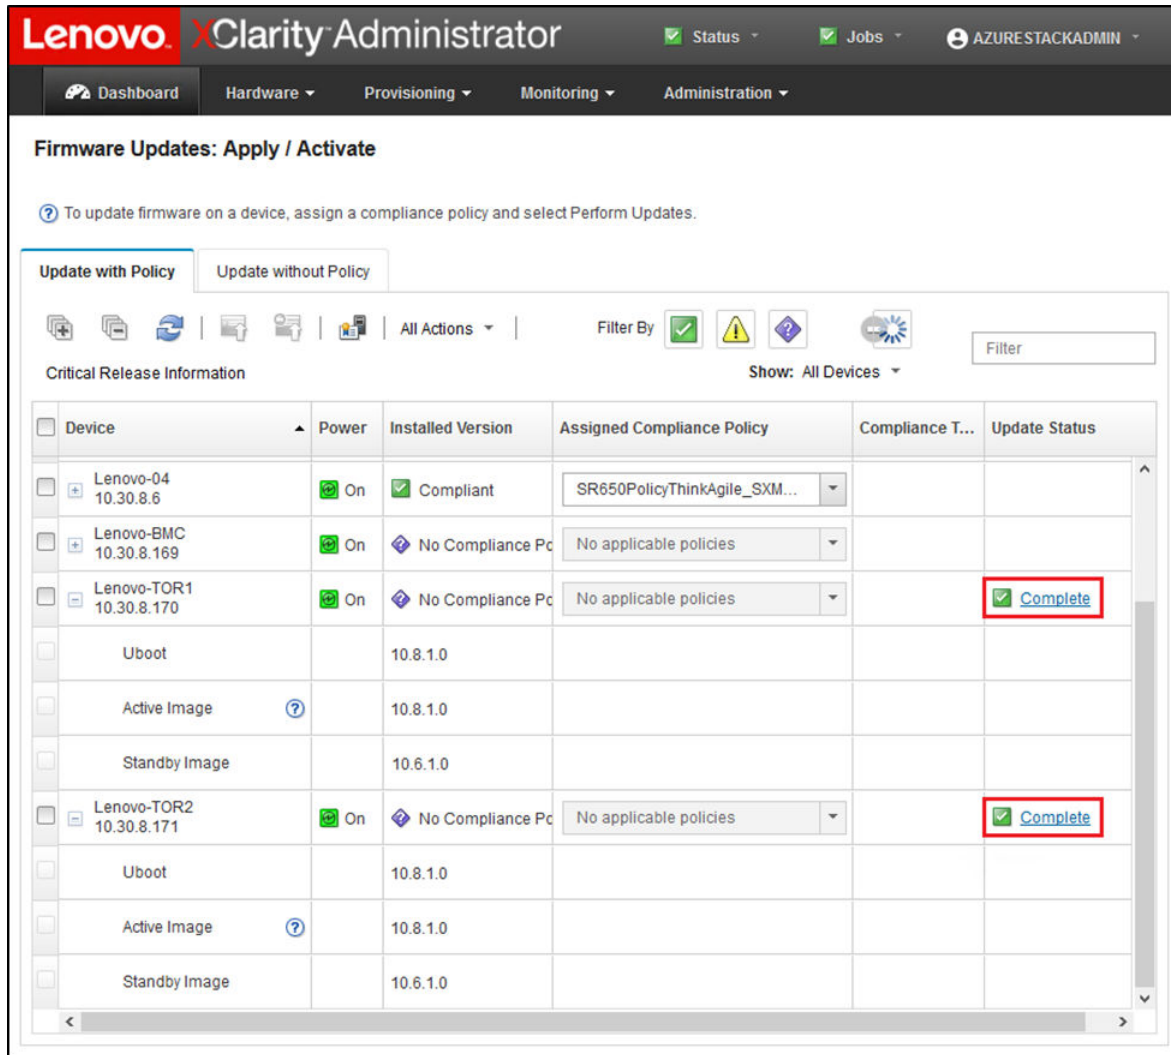 Lenovo. XClarity Administrator
Status
Jobs
AZURESTACKADMIN
Dashboard
Hardware
Provisioning
Monitoring
Administration
Firmware Updates: Apply / Activate
? To update firmware on a device, assign a compliance policy and select Perform Updates.
Update with Policy
Update without Policy
All Actions
Filter By
Filter
Critical Release Information
Show: All Devices
Device Power Installed Version Assigned Compliance Policy Compliance T... Update Status
Lenovo-04
10.30.8.6
On Compliant SR650PolicyThinkAgile_SXM...
Lenovo-BMC
10.30.8.169
On No Compliance Po No applicable policies
Lenovo-TOR1
10.30.8.170
On No Compliance Po No applicable policies Complete
Uboot 10.8.1.0
Active Image ? 10.8.1.0
Standby Image 10.6.1.0
Lenovo-TOR2
10.30.8.171
On No Compliance Po No applicable policies Complete
Uboot 10.8.1.0
Active Image ? 10.8.1.0
Standby Image 10.6.1.0